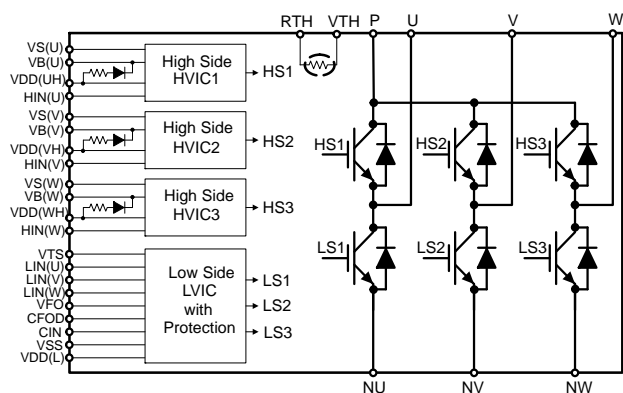 RTH VTH P U V W
VS(U)
VB(U)
VDD(UH)
HIN(U)
High Side
HVIC1
HS1
VS(V)
VB(V)
VDD(VH)
HIN(V)
High Side
HVIC2
HS2
VS(W)
VB(W)
VDD(WH)
HIN(W)
High Side
HVIC3
HS3
VTS
LIN(U)
LIN(V)
LIN(W)
VFO
CFOD
CIN
VSS
VDD(L)
Low Side
LVIC
with
Protection
LS1
LS2
LS3
HS1 HS2 HS3
LS1 LS2 LS3
NU NV NW